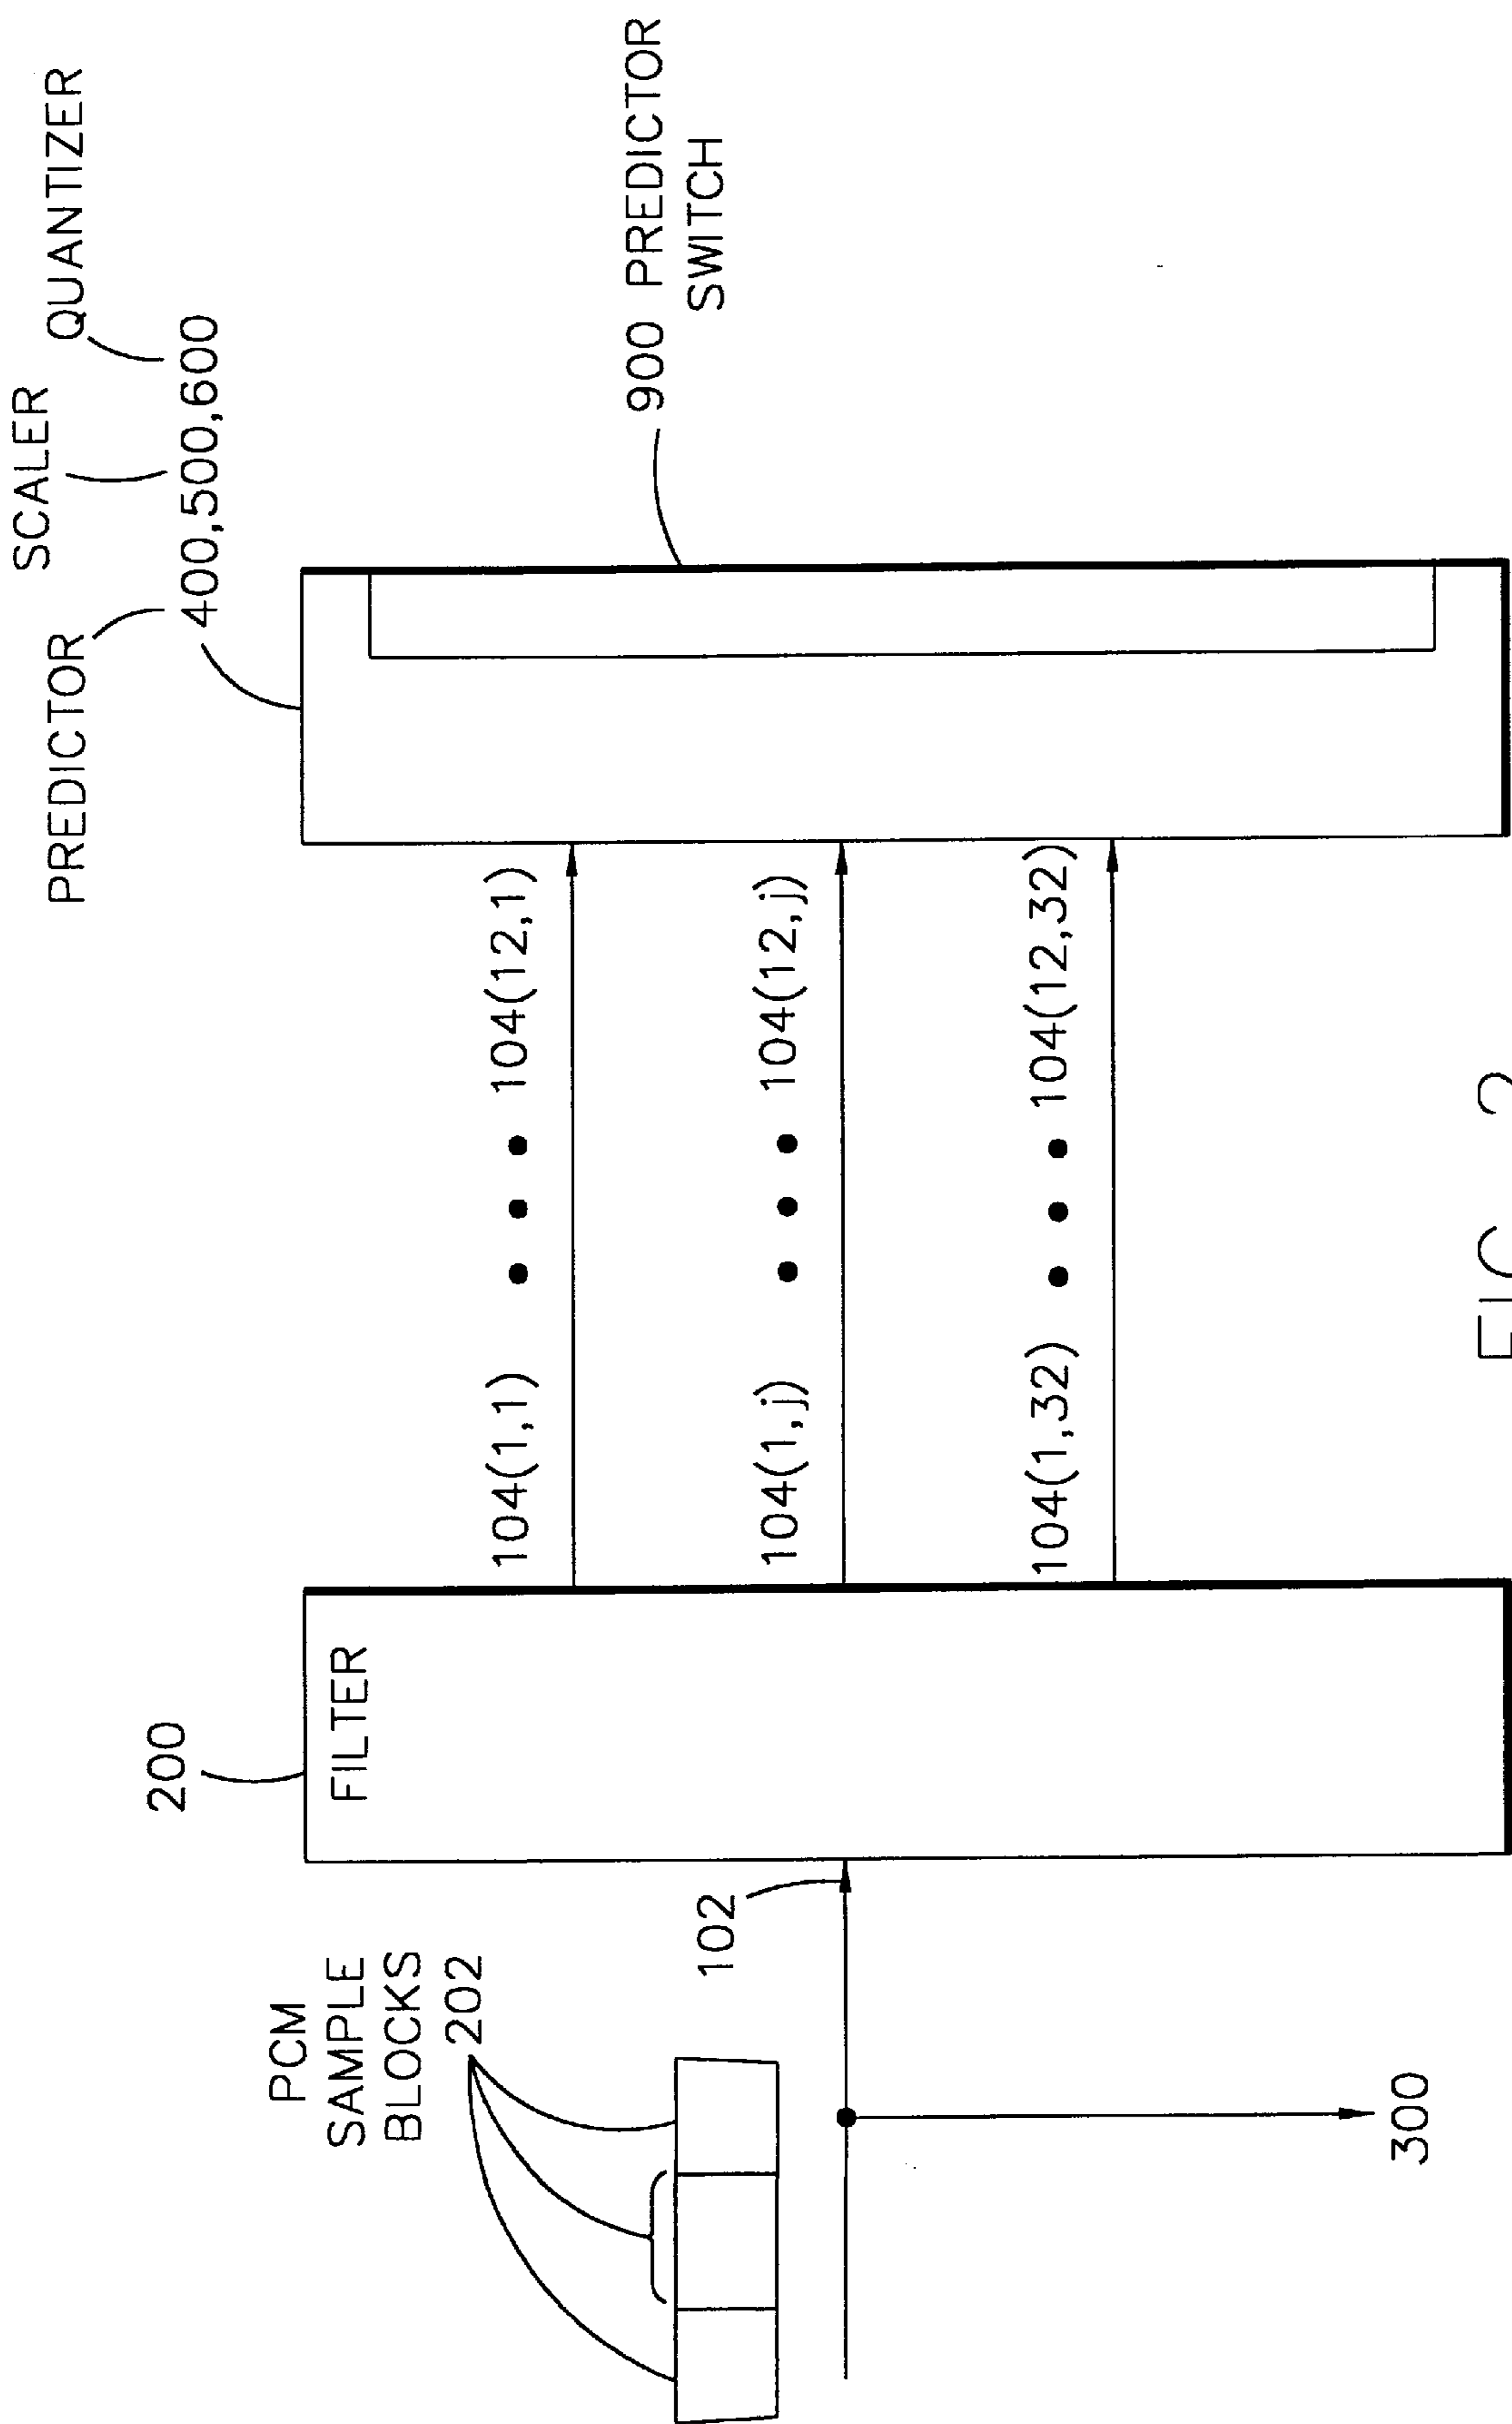 SCALER
PREDICTOR
QUANTIZER
400,500,600
200
FILTER
900 PREDICTOR
SWITCH
PCM
SAMPLE
BLOCKS
202
102
104(1,1) • • • 104(12,1)
104(1,j) • • • 104(12,j)
104(1,32) • • • 104(12,32)
300